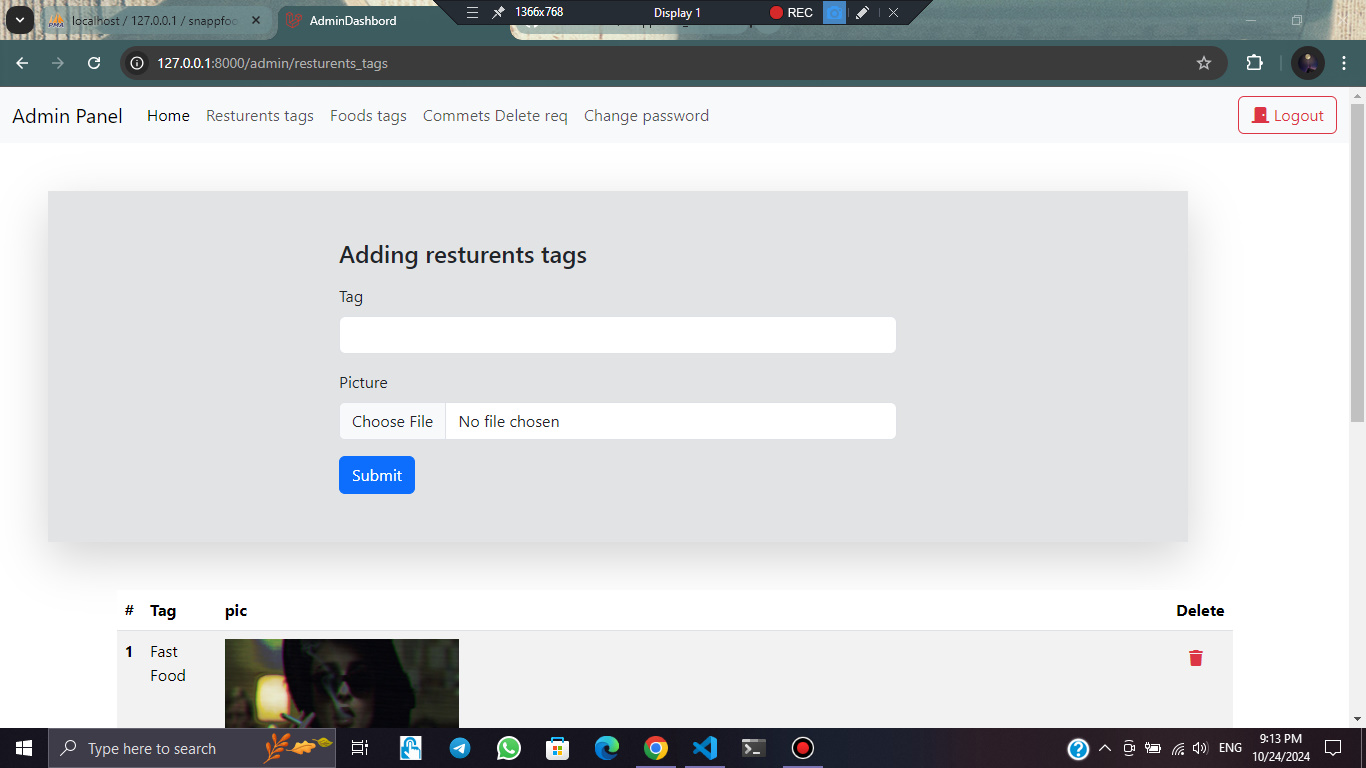 localhost / 127.0.0.1 / snappfoo
AdminDashbord
1366x768
Display 1
REC
127.0.0.1:8000/admin/resturents_tags
Admin Panel
Home
Resturents tags
Foods tags
Commets Delete req
Change password
Logout
Adding resturents tags
Tag
Picture
Choose File
No file chosen
Submit
# Tag pic Delete
1 Fast
Food
Type here to search
ENG
9:13 PM
10/24/2024